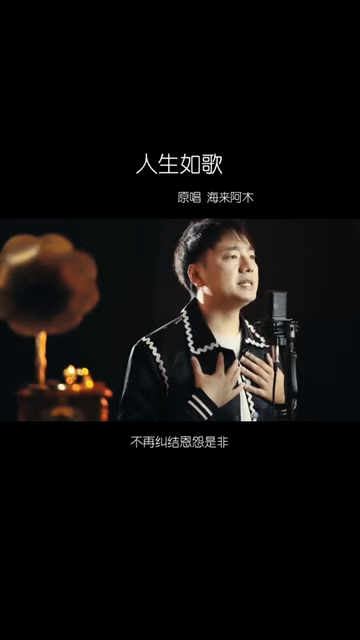 人生如歌
原唱 海来阿木
不再纠结恩怨是非